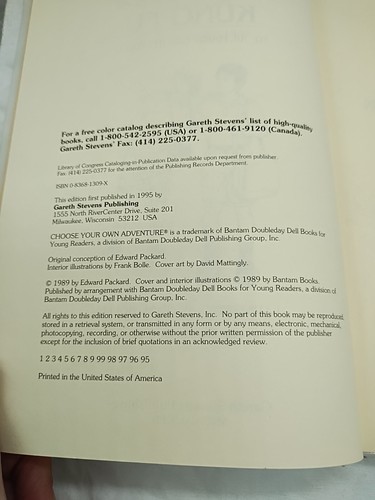 For a free color catalog describing Gareth Stevens' list of high-quality
books, call 1-800-542-2595 (USA) or 1-800-461-9120 (Canada).
Gareth Stevens' Fax: (414) 225-0377.
Library of Congress Cataloging-in-Publication Data available upon request from publisher.
Fax: (414) 225-0377 for the attention of the Publishing Records Department.
ISBN 0-8368-1309-X
This edition first published in 1995 by
Gareth Stevens Publishing
1555 North RiverCenter Drive, Suite 201
Milwaukee, Wisconsin 53212 USA
CHOOSE YOUR OWN ADVENTURE® is a trademark of Bantam Doubleday Dell Books for
Young Readers, a division of Bantam Doubleday Dell Publishing Group, Inc.
Original conception of Edward Packard.
Interior illustrations by Frank Bolle. Cover art by David Mattingly.
© 1989 by Edward Packard. Cover and interior illustrations © 1989 by Bantam Books.
Published by arrangement with Bantam Doubleday Dell Books for Young Readers, a division of
Bantam Doubleday Dell Publishing Group, Inc.
All rights to this edition reserved to Gareth Stevens, Inc. No part of this book may be reproduced,
stored in a retrieval system, or transmitted in any form or by any means, electronic, mechanical,
photocopying, recording, or otherwise without the prior written permission of the publisher
except for the inclusion of brief quotations in an acknowledged review.
1 2 3 4 5 6 7 8 9 99 98 97 96 95
Printed in the United States of America